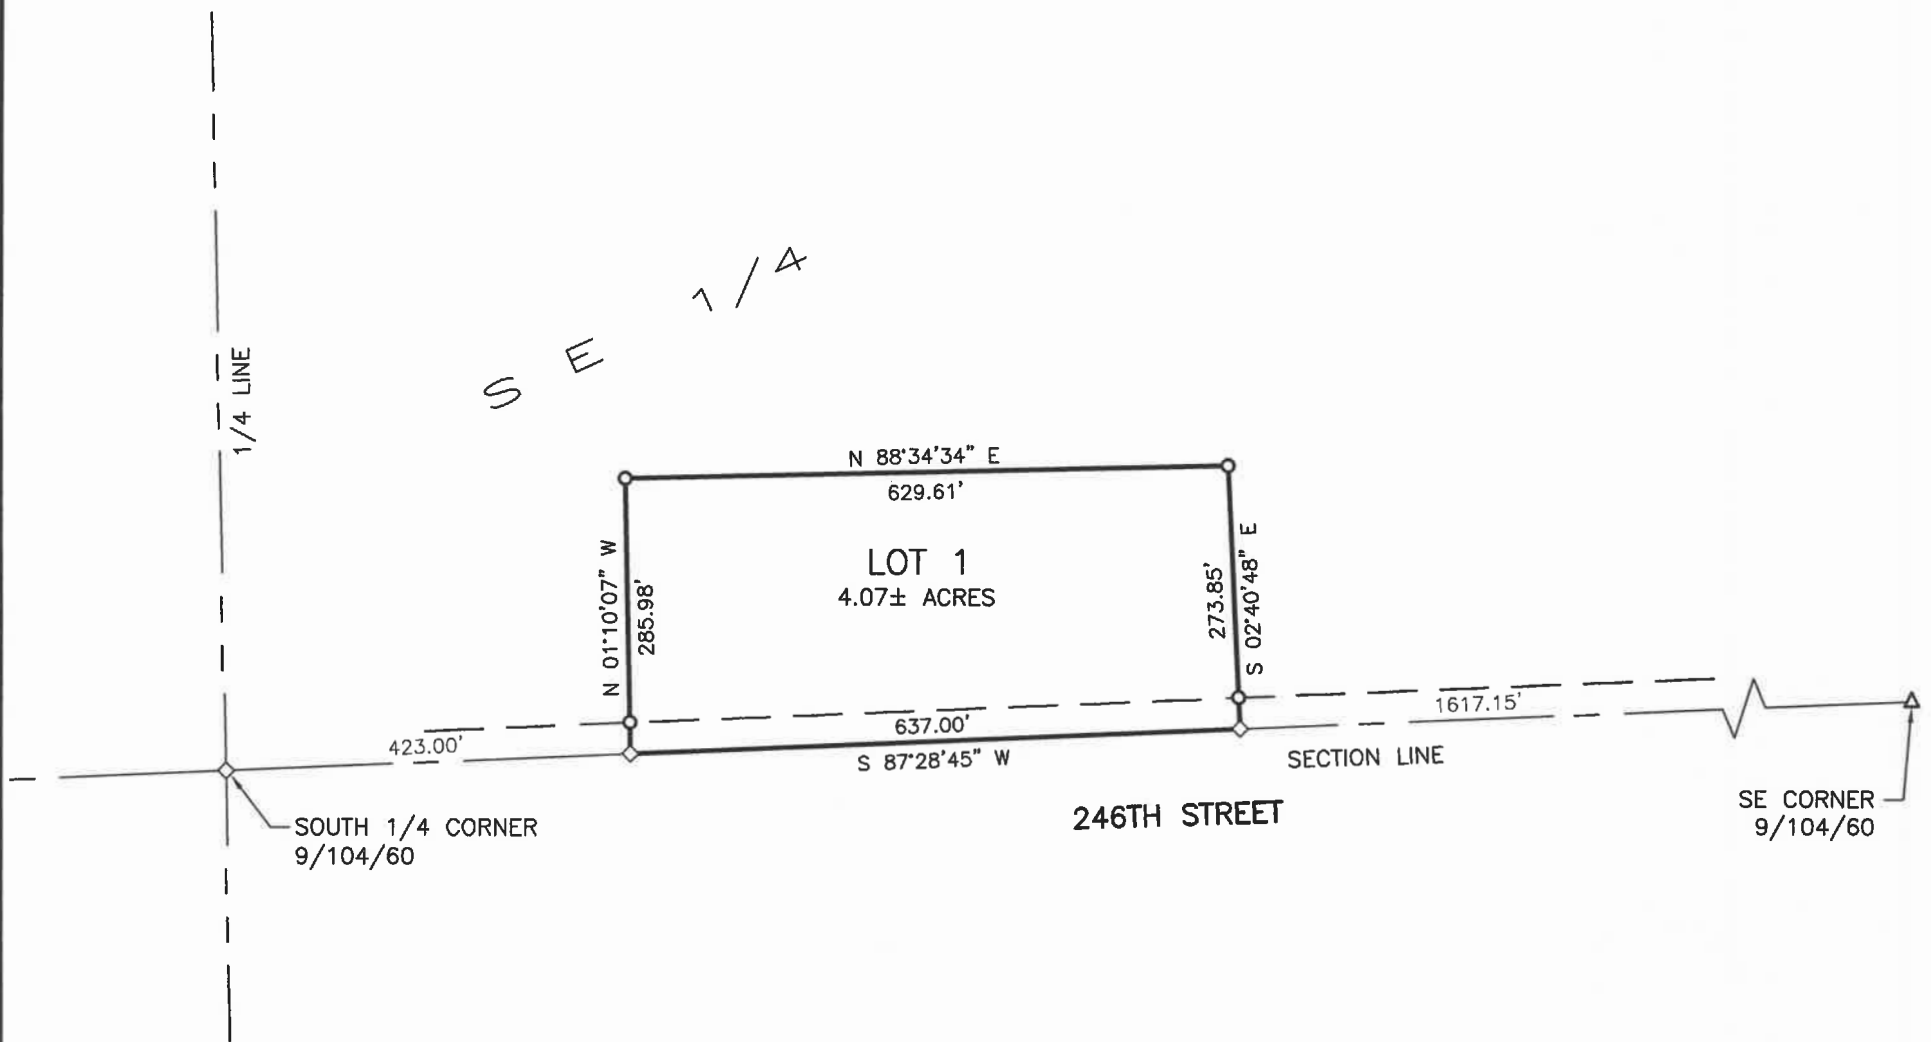 S E 1/4
1/4 LINE
N 88°34'34" E
629.61'
LOT 1
4.07± ACRES
N 01°10'07" W
285.98'
273.85'
S 02°40'48" E
423.00'
637.00'
1617.15'
S 87°28'45" W
SECTION LINE
246TH STREET
SOUTH 1/4 CORNER
9/104/60
SE CORNER
9/104/60